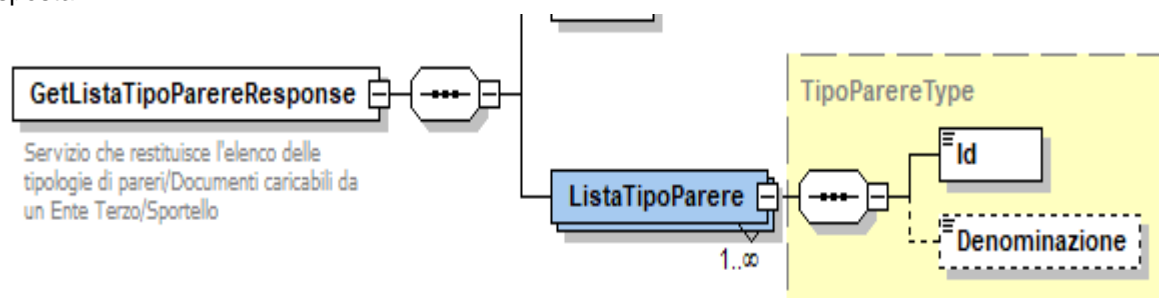 GetListaTipoParereResponse
Servizio che restituisce l'elenco delle
tipologie di pareri/Documenti caricabili da
un Ente Terzo/Sportello
TipoParereType
Id
ListaTipoParere
1..∞
Denominazione